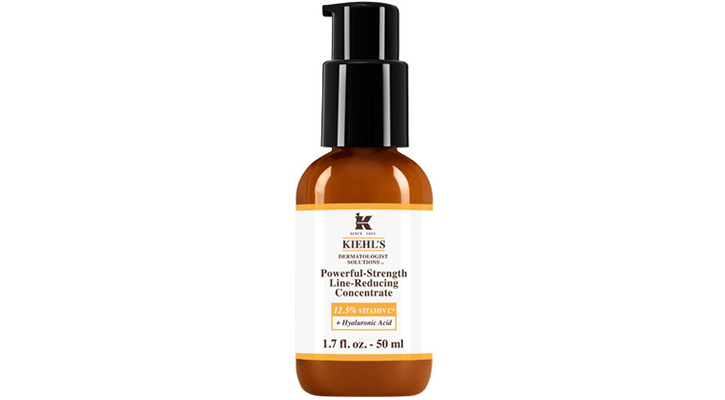 K
SINCE 1851
KIEHL'S
DERMATOLOGIST
SOLUTIONS™
Powerful-Strength
Line-Reducing
Concentrate
12.5% VITAMIN C*
+ Hyaluronic Acid
1.7 fl. oz. - 50 ml